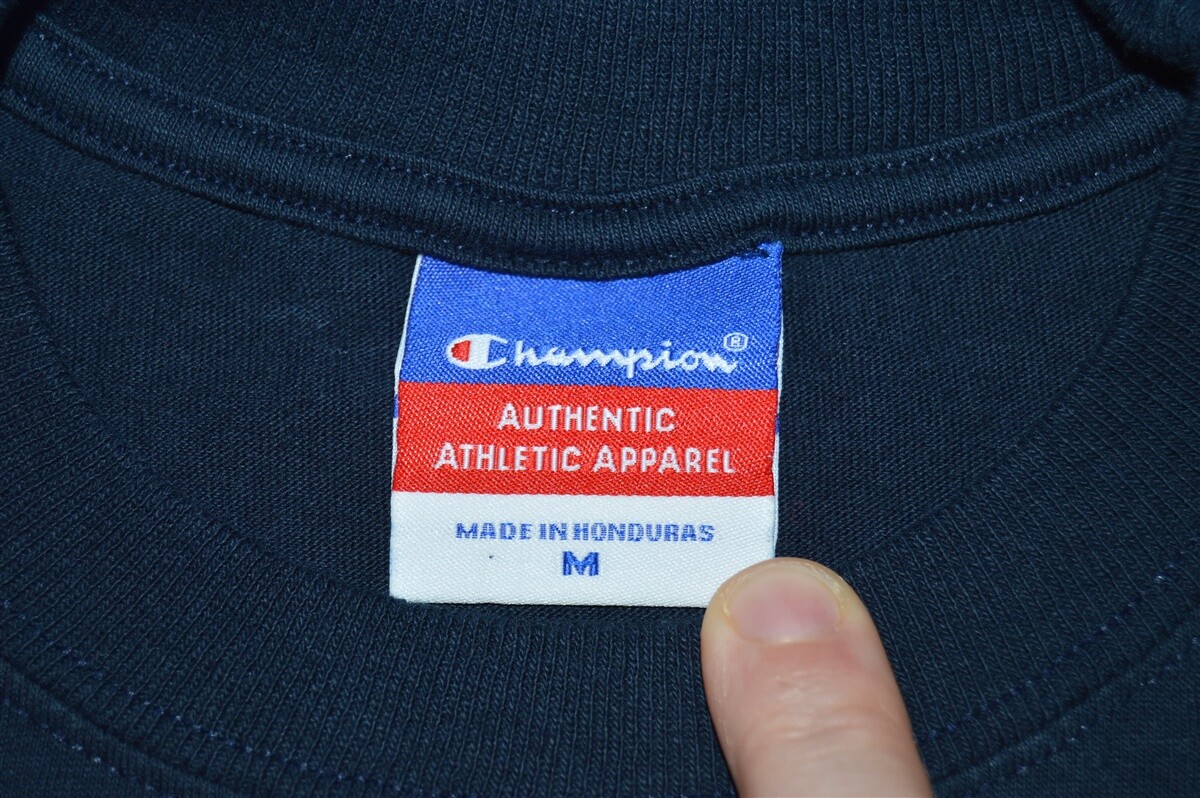 Champion®
AUTHENTIC
ATHLETIC APPAREL
MADE IN HONDURAS
M